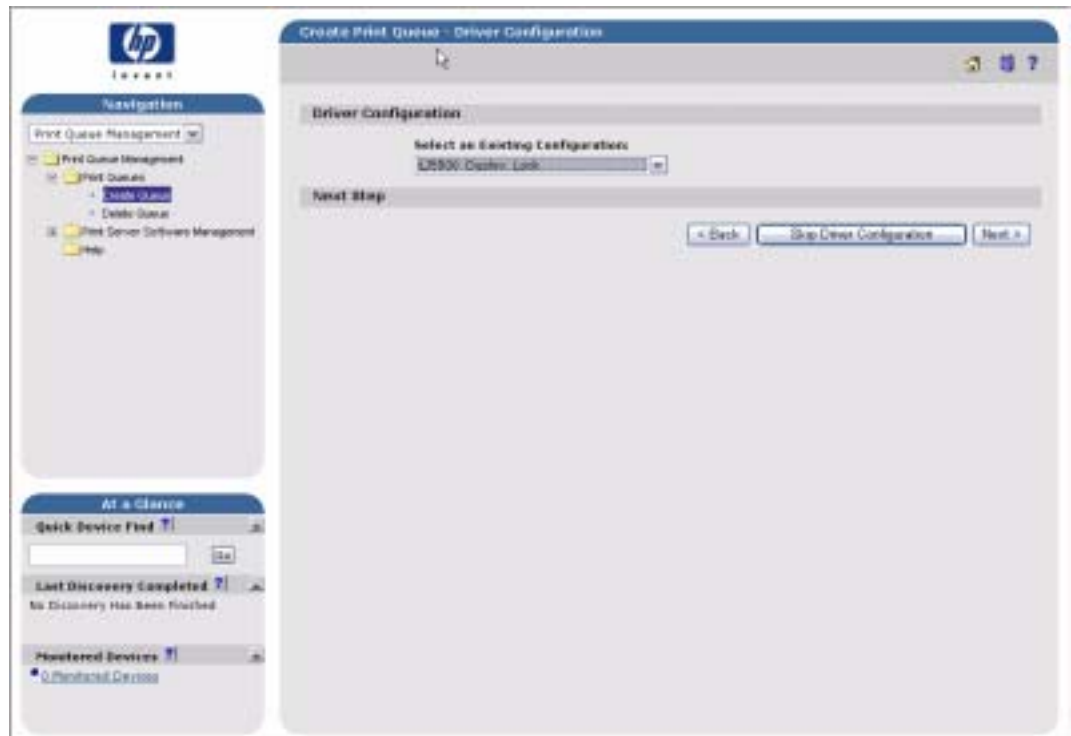 hp
invent
Create Print Queue - Driver Configuration
?
Navigation
Print Queue Management
Print Queue Management
Print Queues
Create Queue
Delete Queue
Print Server Software Management
Help
Driver Configuration
Select an Existing Configuration:
Next Step
< Back
Skip Driver Configuration
Next >
At a Glance
Quick Device Find ?
Go
Last Discovery Completed ?
No Discovery Has Been Finished
Monitored Devices ?
0 Monitored Devices